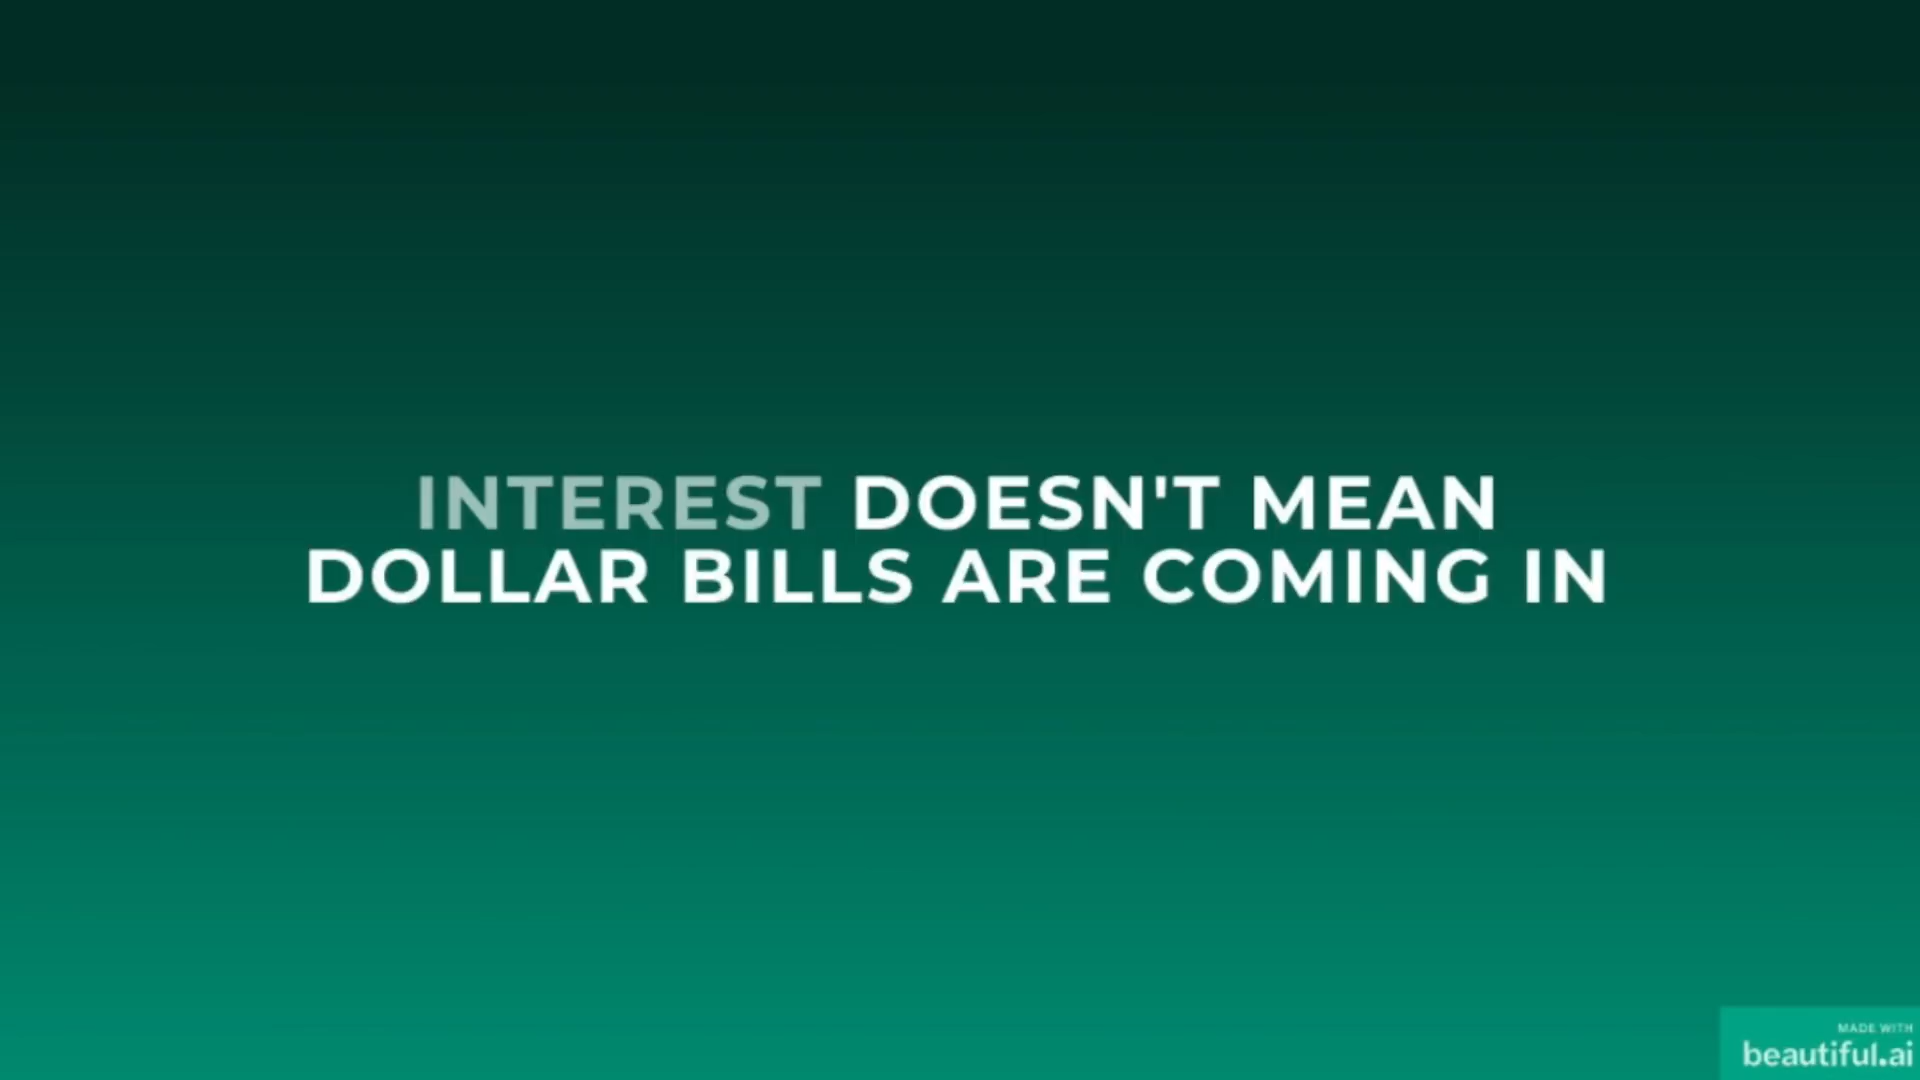 INTEREST DOESN'T MEAN
DOLLAR BILLS ARE COMING IN
MADE WITH
beautiful.ai